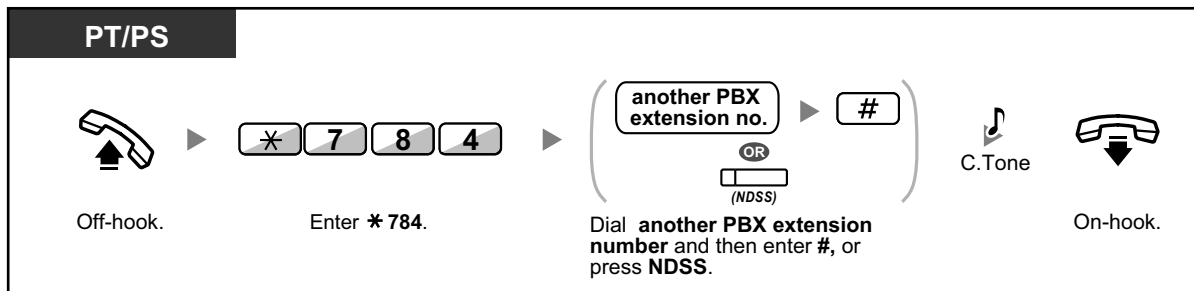 PT/PS
another PBX
extension no.
#
* 7 8 4
OR
(NDSS)
C.Tone
Off-hook.
Enter * 784.
Dial another PBX extension
number and then enter #, or
press NDSS.
On-hook.